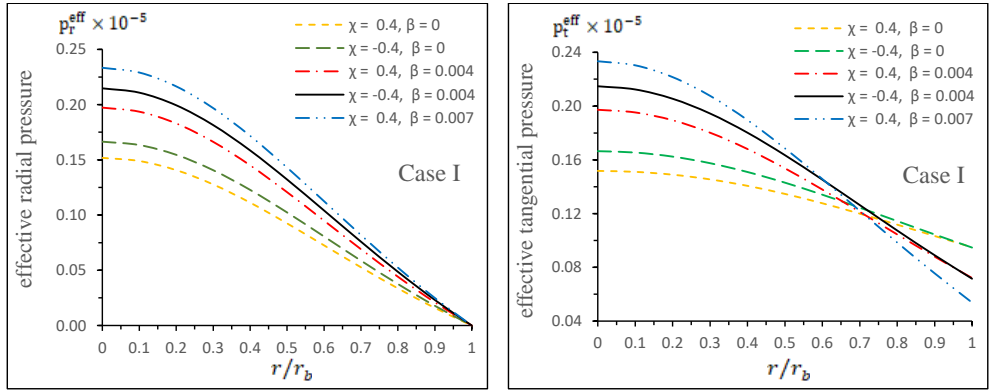 p_r^eff × 10^-5
χ = 0.4, β = 0
χ = -0.4, β = 0
χ = 0.4, β = 0.004
χ = -0.4, β = 0.004
χ = 0.4, β = 0.007
0.25
0.20
0.15
0.10
0.05
0.00
effective radial pressure
Case I
0 0.1 0.2 0.3 0.4 0.5 0.6 0.7 0.8 0.9 1
r/r_b
p_t^eff × 10^-5
χ = 0.4, β = 0
χ = -0.4, β = 0
χ = 0.4, β = 0.004
χ = -0.4, β = 0.004
χ = 0.4, β = 0.007
0.24
0.20
0.16
0.12
0.08
0.04
effective tangential pressure
Case I
0 0.1 0.2 0.3 0.4 0.5 0.6 0.7 0.8 0.9 1
r/r_b